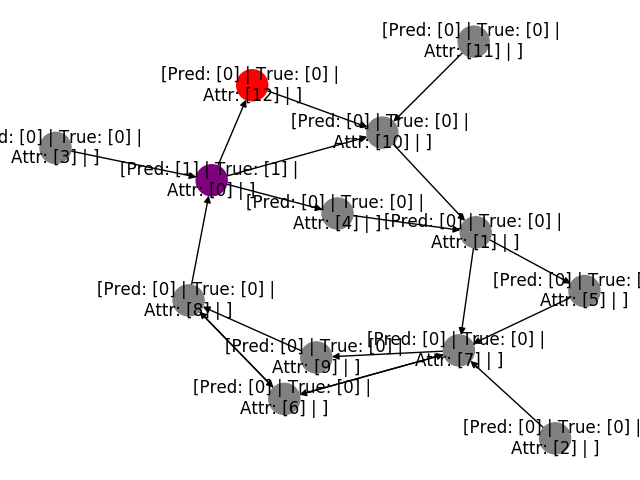 [Pred: [0] | True: [0] |
Attr: [11] | ]
[Pred: [0] | True: [0] |
Attr: [12] | ]
[Pred: [0] | True: [0] |
Attr: [10] | ]
d: [0] | True: [0] |
Attr: [3] | ]
[Pred: [1] | True: [1] |
Attr: [0] | ]
[Pred: [0] | True: [0] |
Attr: [4] | ]
[Pred: [0] | True: [0] |
Attr: [1] | ]
[Pred: [0] | True: [
Attr: [5] | ]
[Pred: [0] | True: [0] |
Attr: [8] | ]
[Pred: [0] | True: [0] |
Attr: [9] | ]
[Pred: [0] | True: [0] |
Attr: [7] | ]
[Pred: [0] | True: [0] |
Attr: [6] | ]
[Pred: [0] | True: [0] |
Attr: [2] | ]